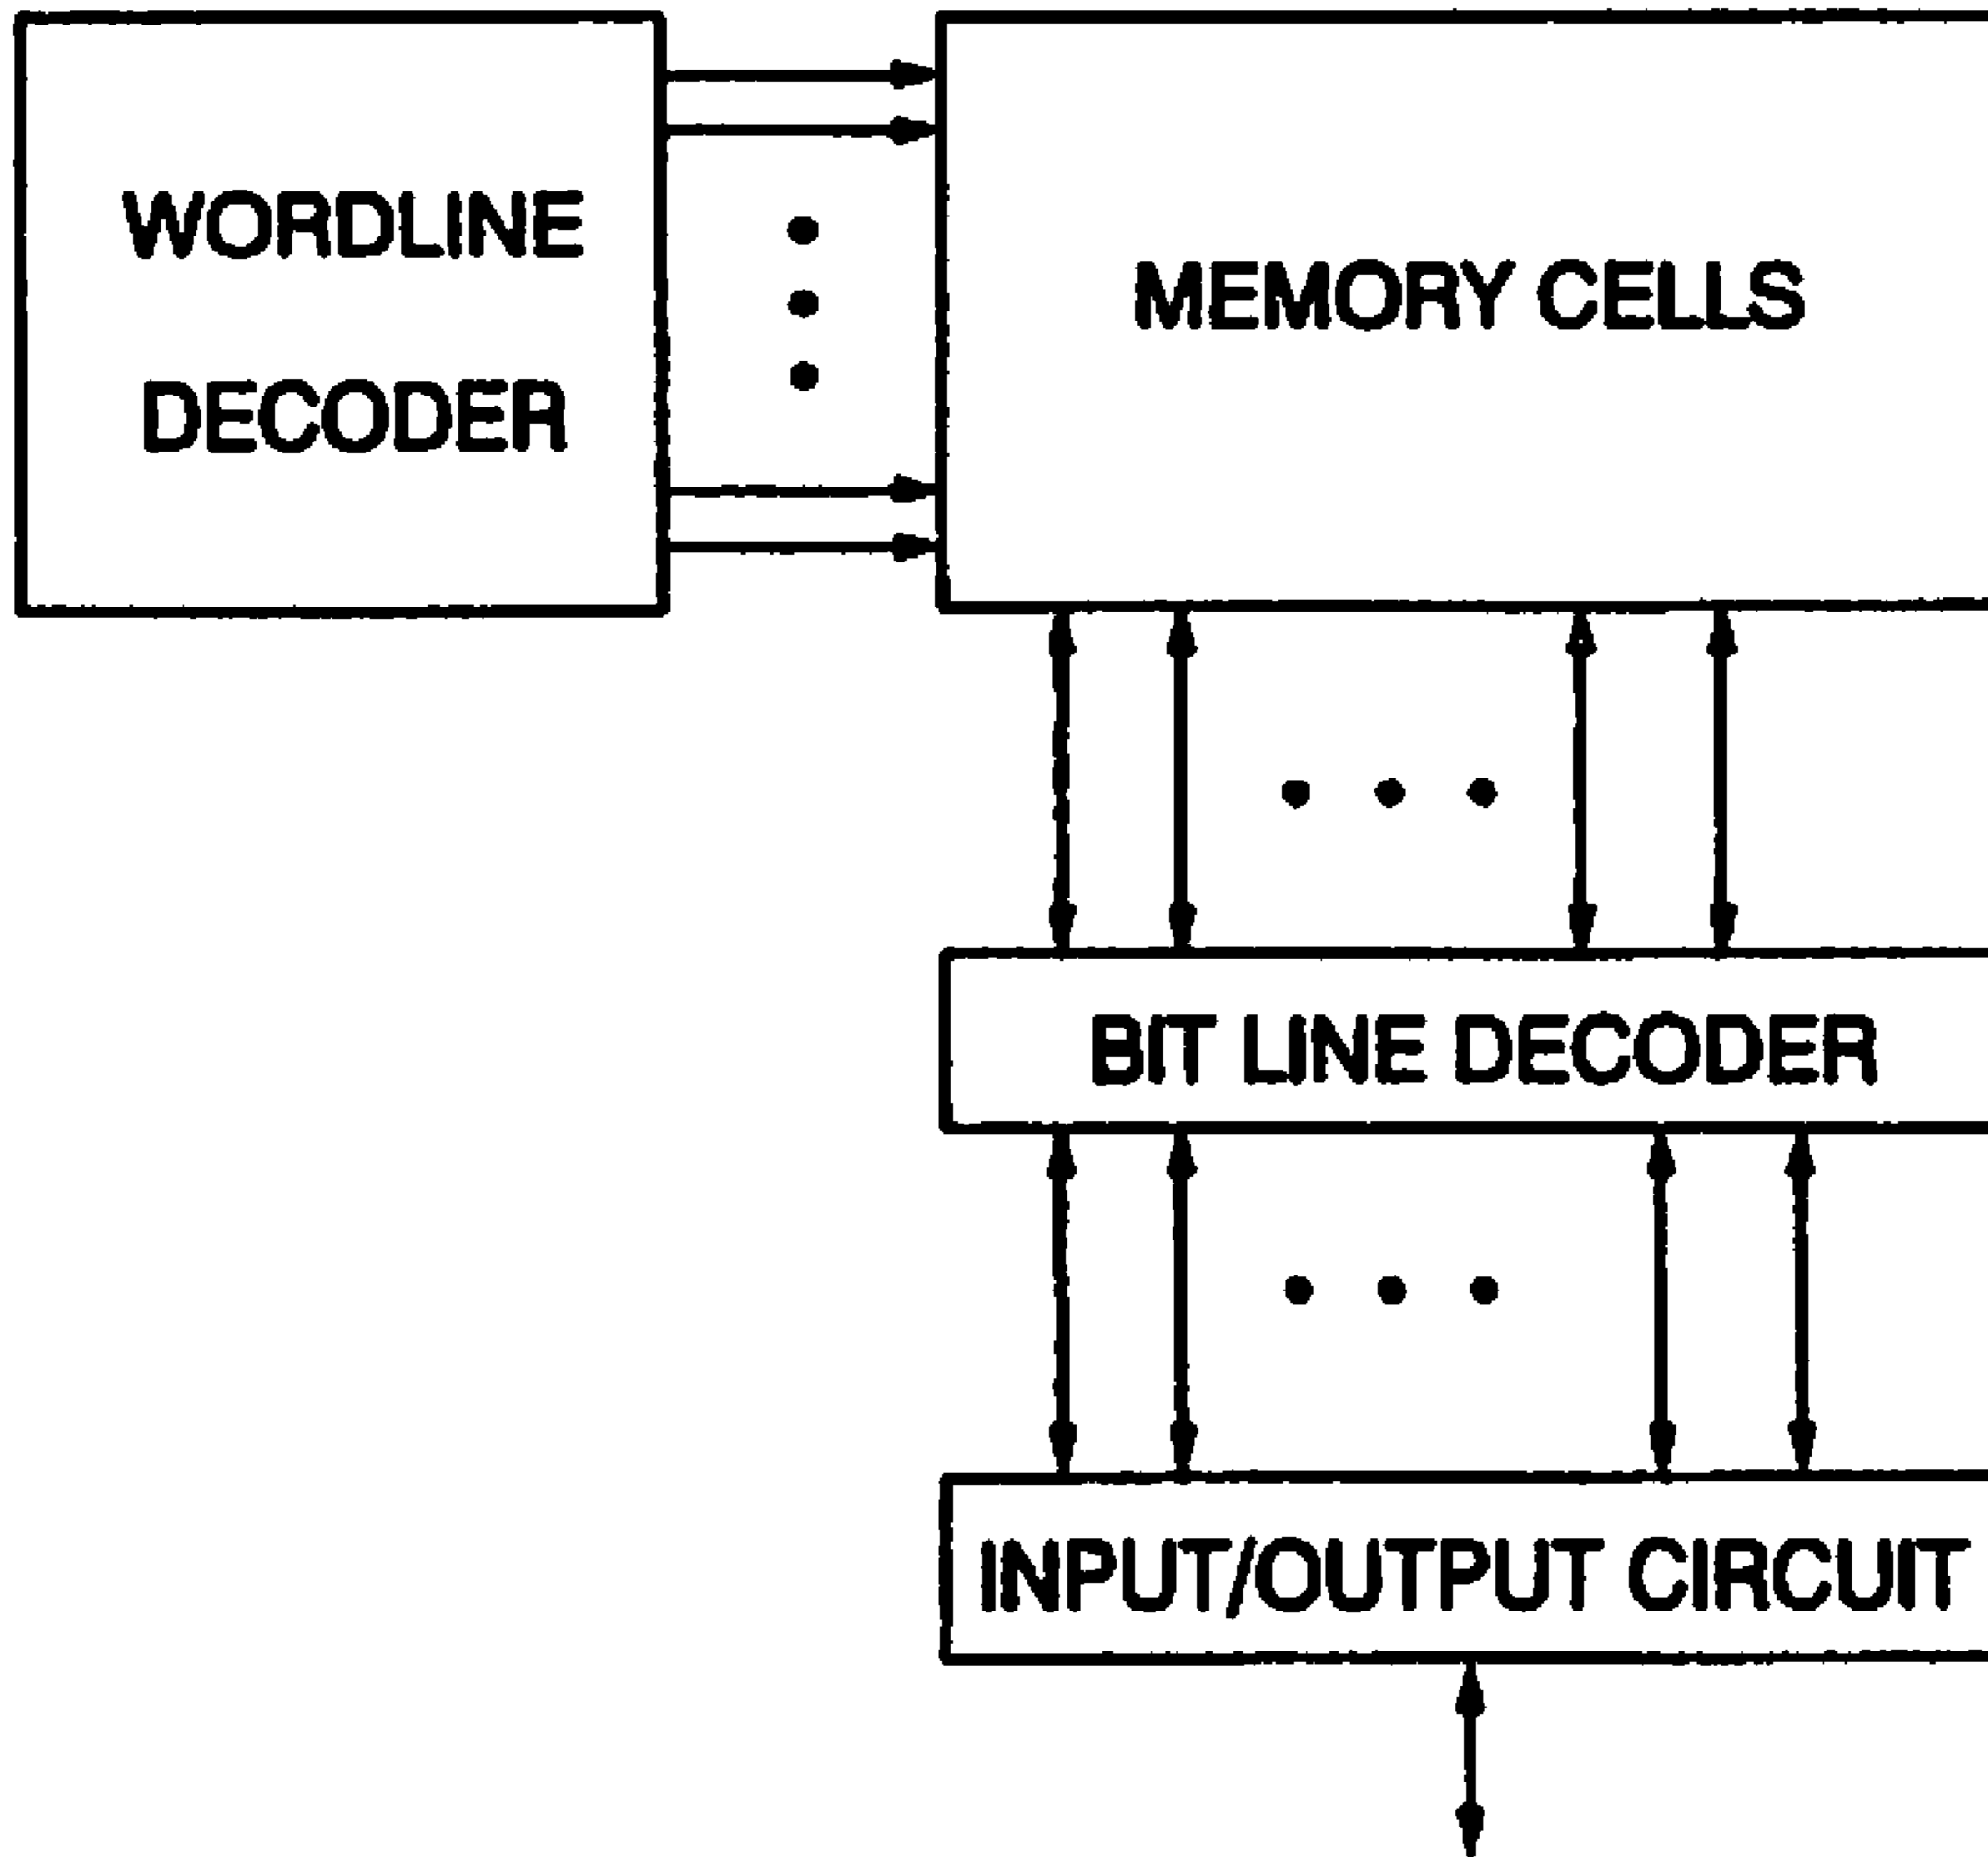 WORDLINE
DECODER
MEMORY CELLS
BIT LINE DECODER
INPUT/OUTPUT CIRCUIT